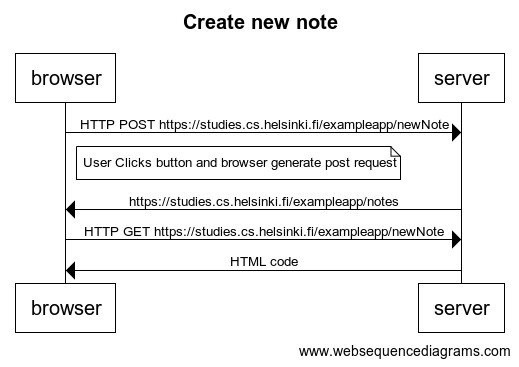 Create new note
browser
server
HTTP POST https://studies.cs.helsinki.fi/exampleapp/newNote
User Clicks button and browser generate post request
https://studies.cs.helsinki.fi/exampleapp/notes
HTTP GET https://studies.cs.helsinki.fi/exampleapp/newNote
HTML code
browser
server
www.websequencediagrams.com